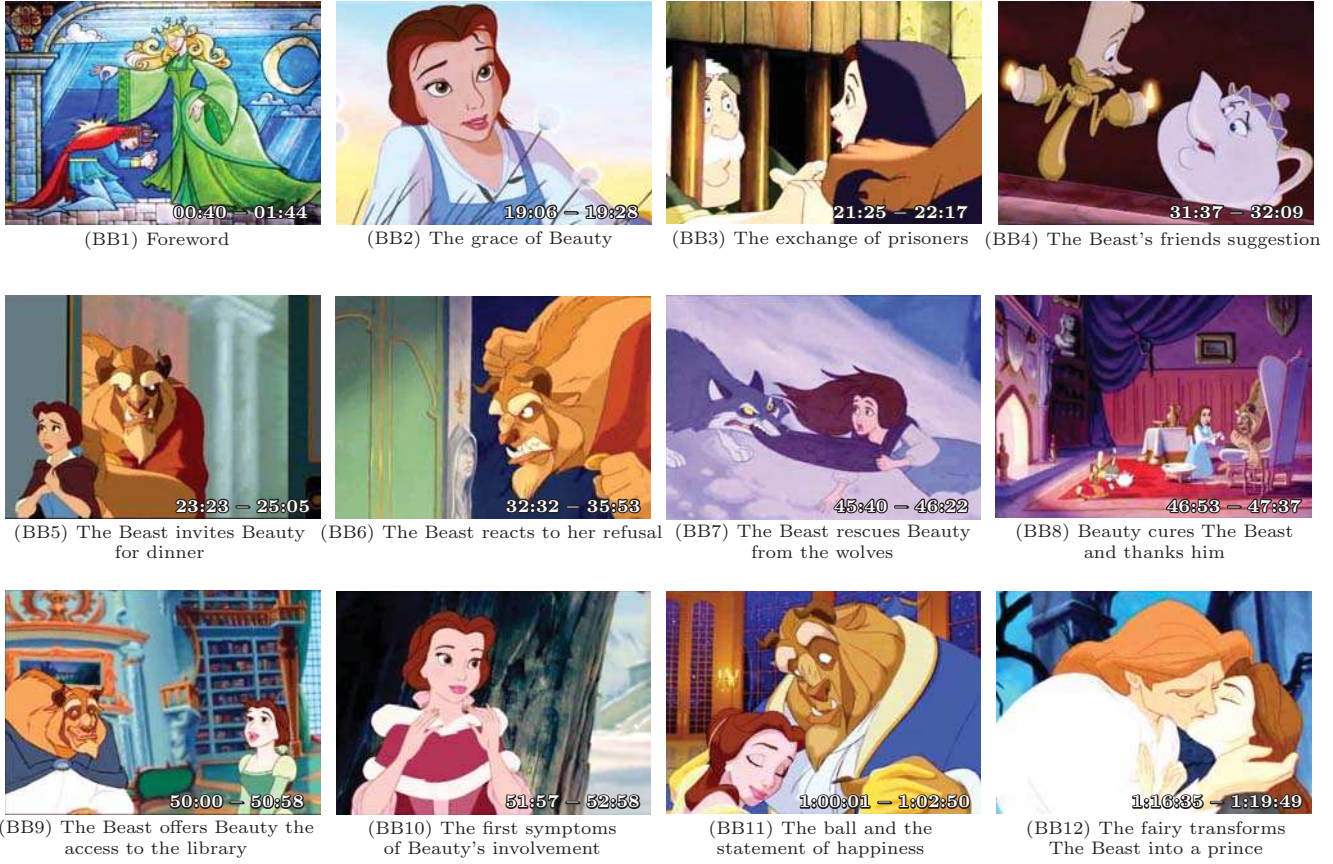 00:40 – 01:44
(BB1) Foreword
19:06 – 19:28
(BB2) The grace of Beauty
21:25 – 22:17
(BB3) The exchange of prisoners
31:37 – 32:09
(BB4) The Beast's friends suggestion
23:23 – 25:05
(BB5) The Beast invites Beauty
for dinner
32:32 – 35:53
(BB6) The Beast reacts to her refusal
45:40 – 46:22
(BB7) The Beast rescues Beauty
from the wolves
46:53 – 47:37
(BB8) Beauty cures The Beast
and thanks him
50:00 – 50:58
(BB9) The Beast offers Beauty the
access to the library
51:57 – 52:58
(BB10) The first symptoms
of Beauty's involvement
1:00:01 – 1:02:50
(BB11) The ball and the
statement of happiness
1:16:35 – 1:19:49
(BB12) The fairy transforms
The Beast into a prince